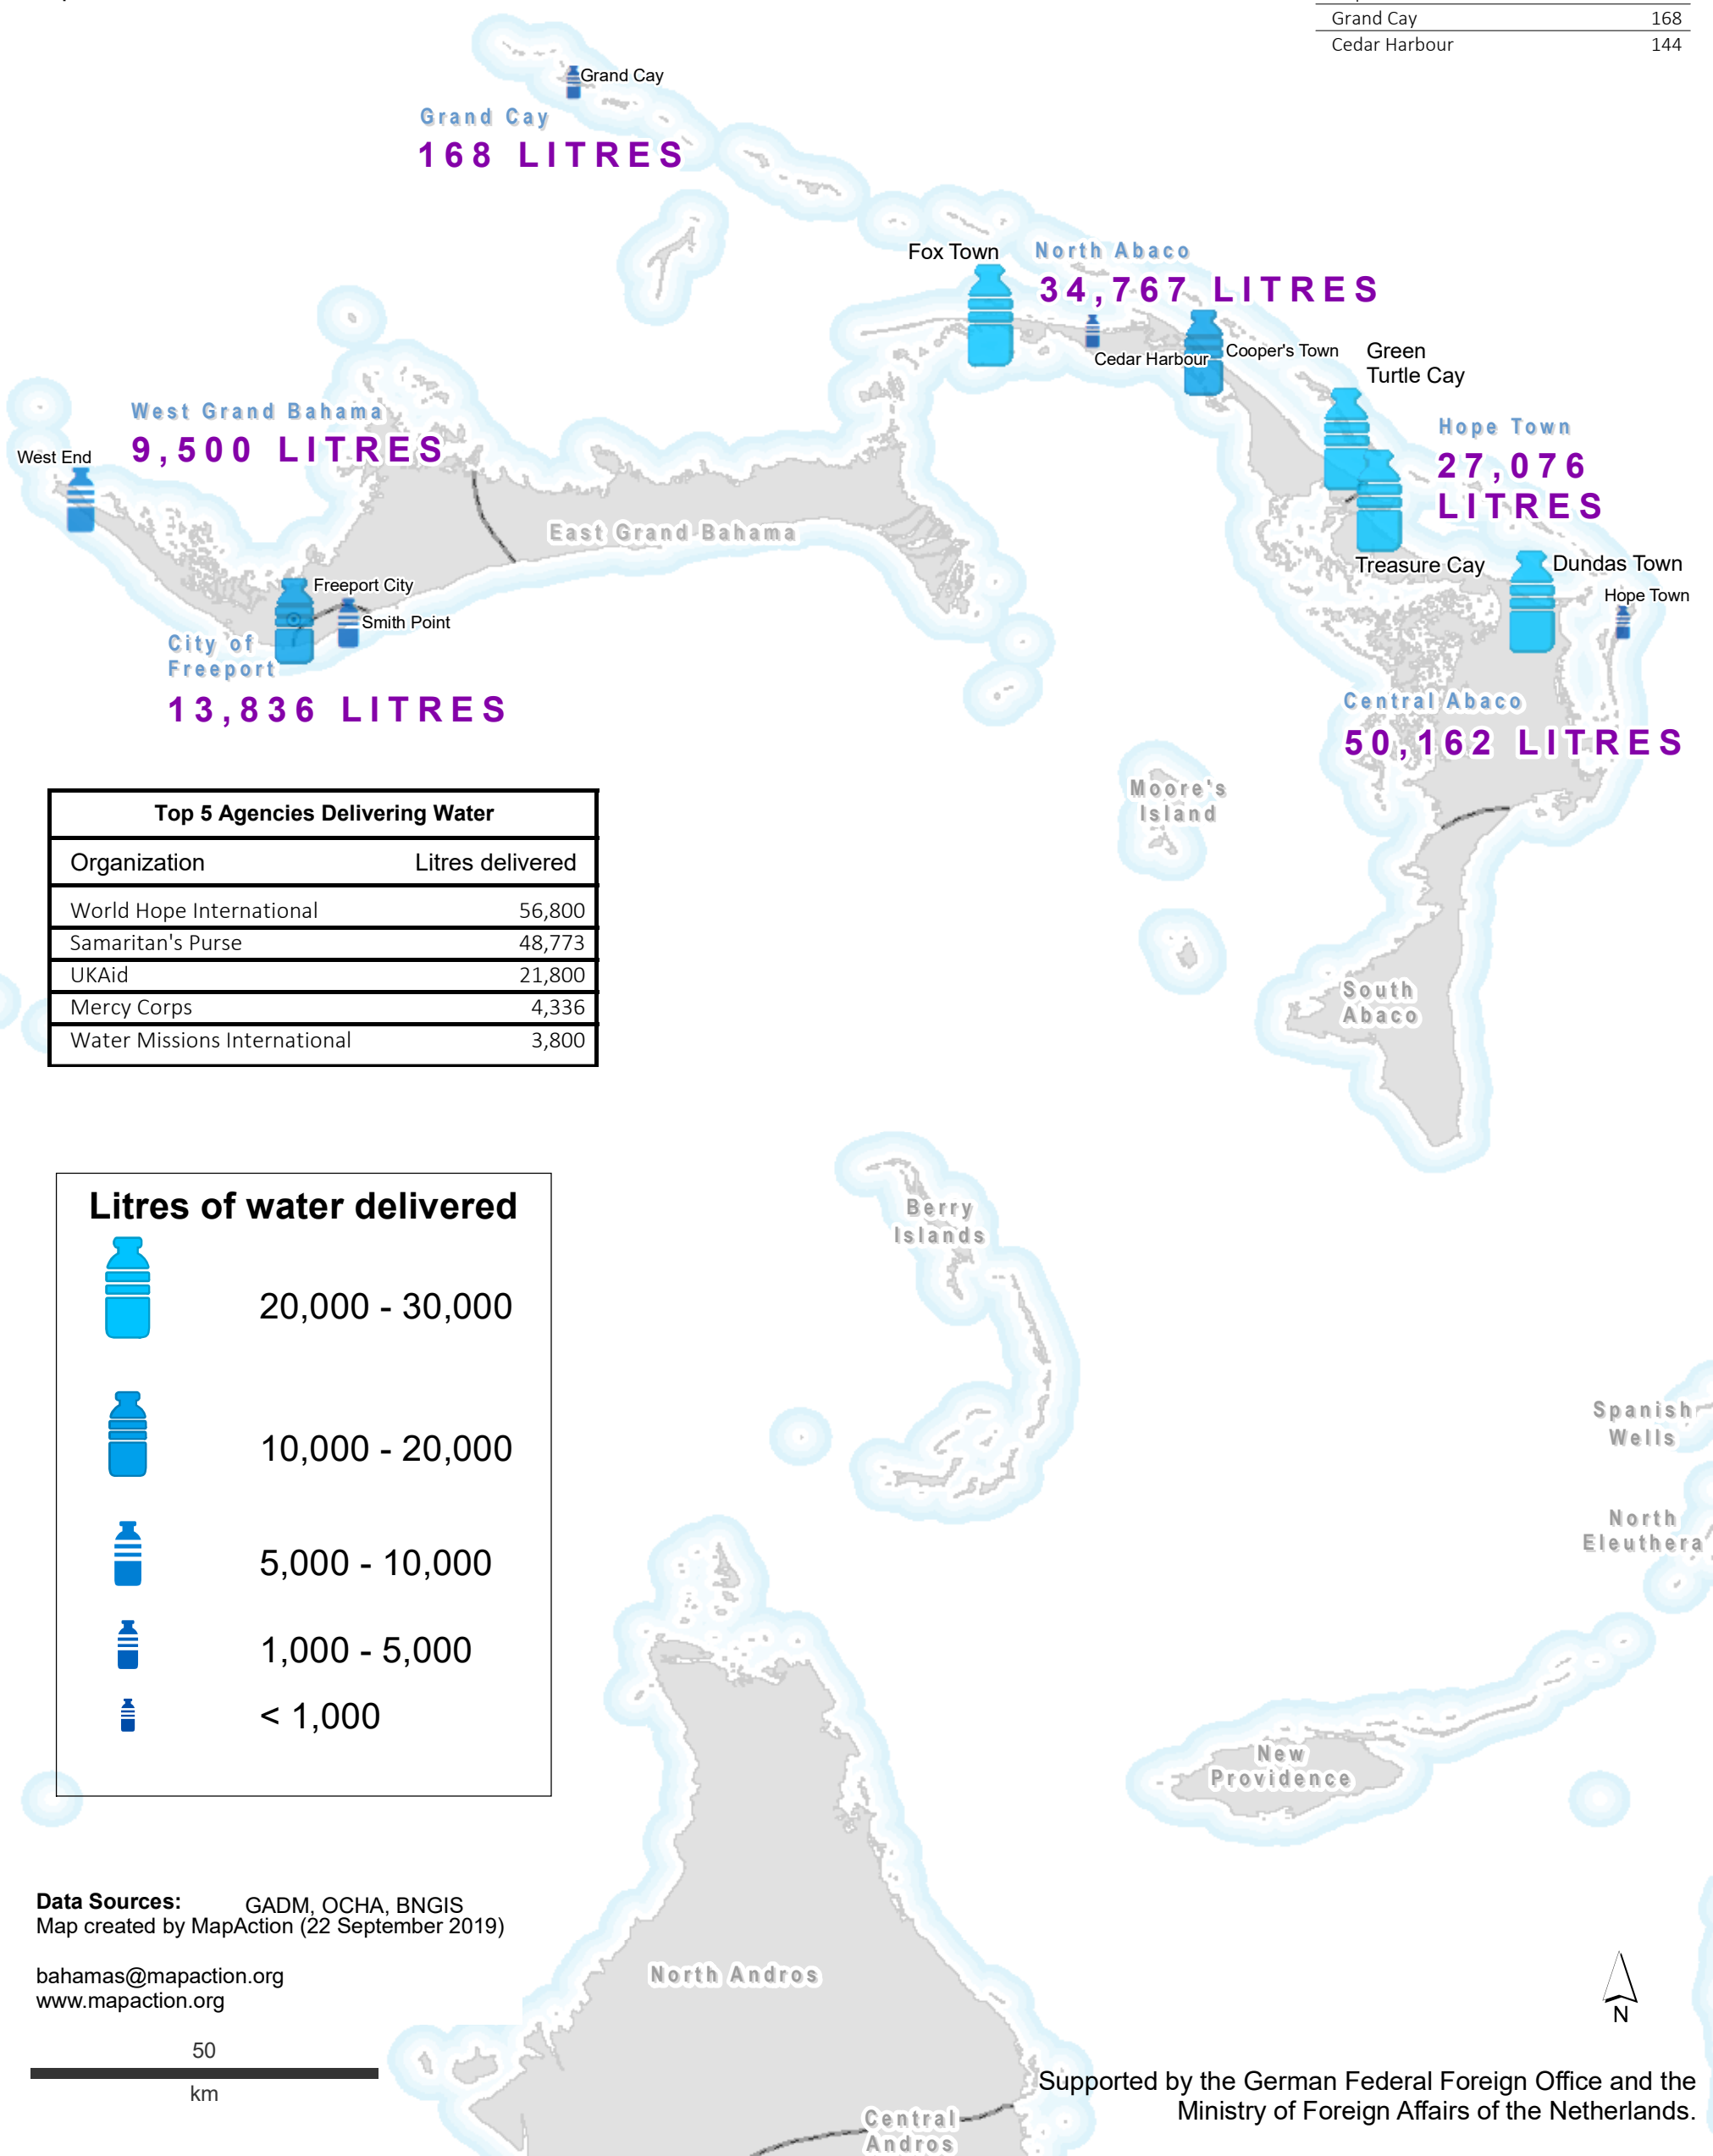 Grand Cay 168
Cedar Harbour 144
Grand Cay
Grand Cay
168 LITRES
Fox Town
North Abaco
34,767 LITRES
Cedar Harbour
Cooper's Town
Green
Turtle Cay
West Grand Bahama
9,500 LITRES
West End
Hope Town
27,076
LITRES
East Grand Bahama
Treasure Cay
Dundas Town
Hope Town
Freeport City
Smith Point
City of
Freeport
13,836 LITRES
Central Abaco
50,162 LITRES
Moore's
Island
Top 5 Agencies Delivering Water
Organization Litres delivered
World Hope International 56,800
Samaritan's Purse 48,773
UKAid 21,800
Mercy Corps 4,336
Water Missions International 3,800
South
Abaco
Litres of water delivered
20,000 - 30,000
10,000 - 20,000
5,000 - 10,000
1,000 - 5,000
< 1,000
Berry
Islands
Spanish
Wells
North
Eleuthera
New
Providence
Data Sources: GADM, OCHA, BNGIS
Map created by MapAction (22 September 2019)
bahamas@mapaction.org
www.mapaction.org
50
km
North Andros
Central
Andros
N
Supported by the German Federal Foreign Office and the
Ministry of Foreign Affairs of the Netherlands.